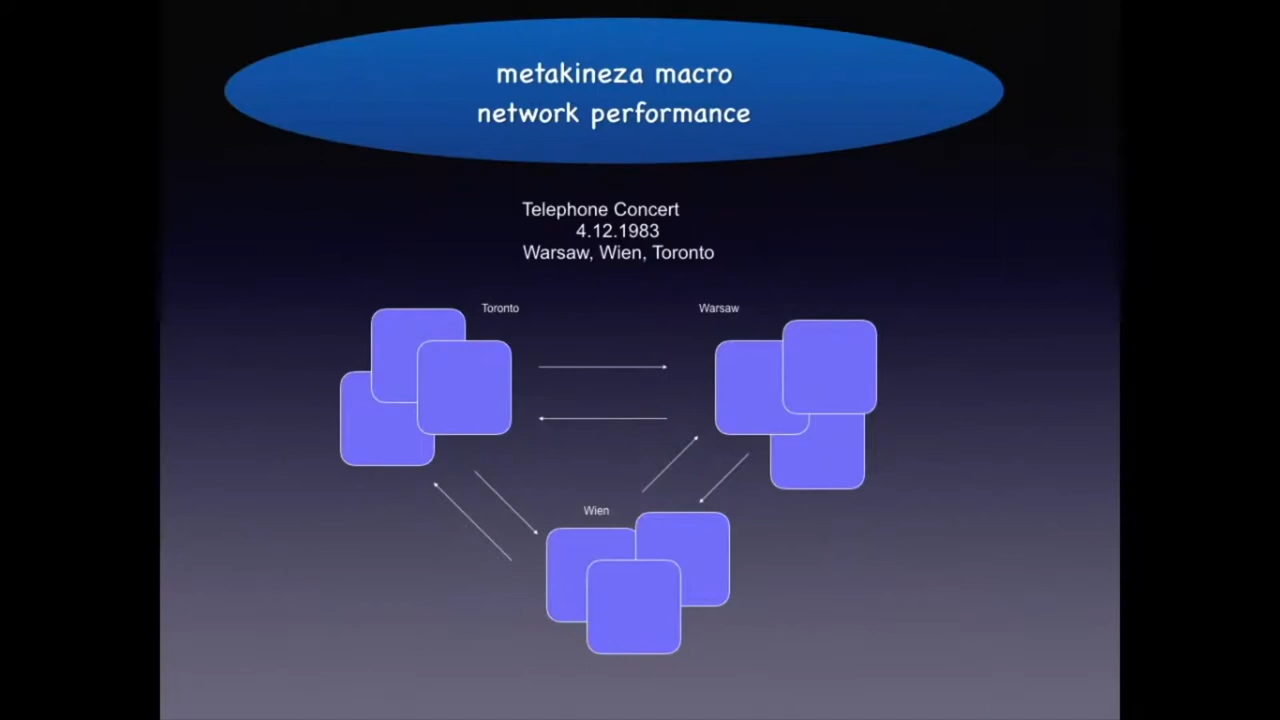 metakineza macro
network performance
Telephone Concert
4.12.1983
Warsaw, Wien, Toronto
Toronto
Warsaw
Wien